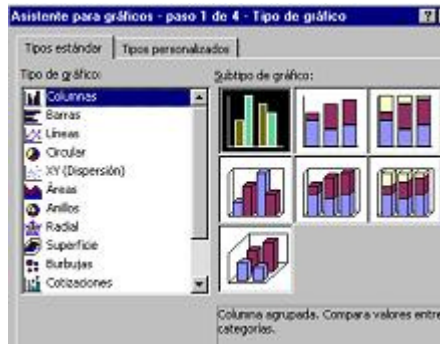 Asistente para gráficos - paso 1 de 4 - Tipo de gráfico
Tipos estándar
Tipos personalizados
Tipo de gráfico:
Columnas
Barras
Líneas
Circular
XY (Dispersión)
Áreas
Anillos
Radial
Superficie
Burbujas
Cotizaciones
Subtipo de gráfico:
Columna agrupada. Compara valores entre
categorías.